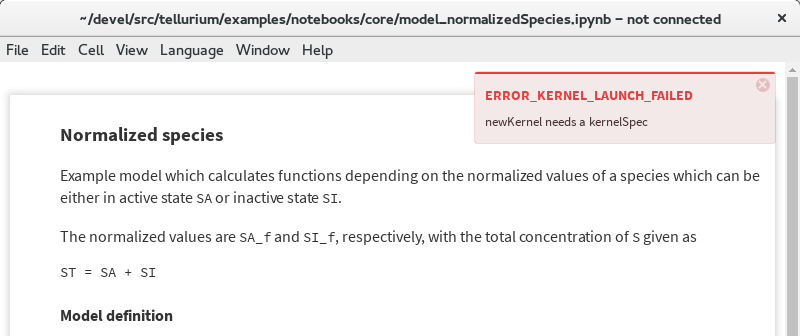 ~/devel/src/tellurium/examples/notebooks/core/model_normalizedSpecies.ipynb – not connected
File Edit Cell View Language Window Help
ERROR_KERNEL_LAUNCH_FAILED
newKernel needs a kernelSpec
Normalized species
Example model which calculates functions depending on the normalized values of a species which can be
either in active state SA or inactive state SI.
The normalized values are SA_f and SI_f, respectively, with the total concentration of S given as
ST = SA + SI
Model definition